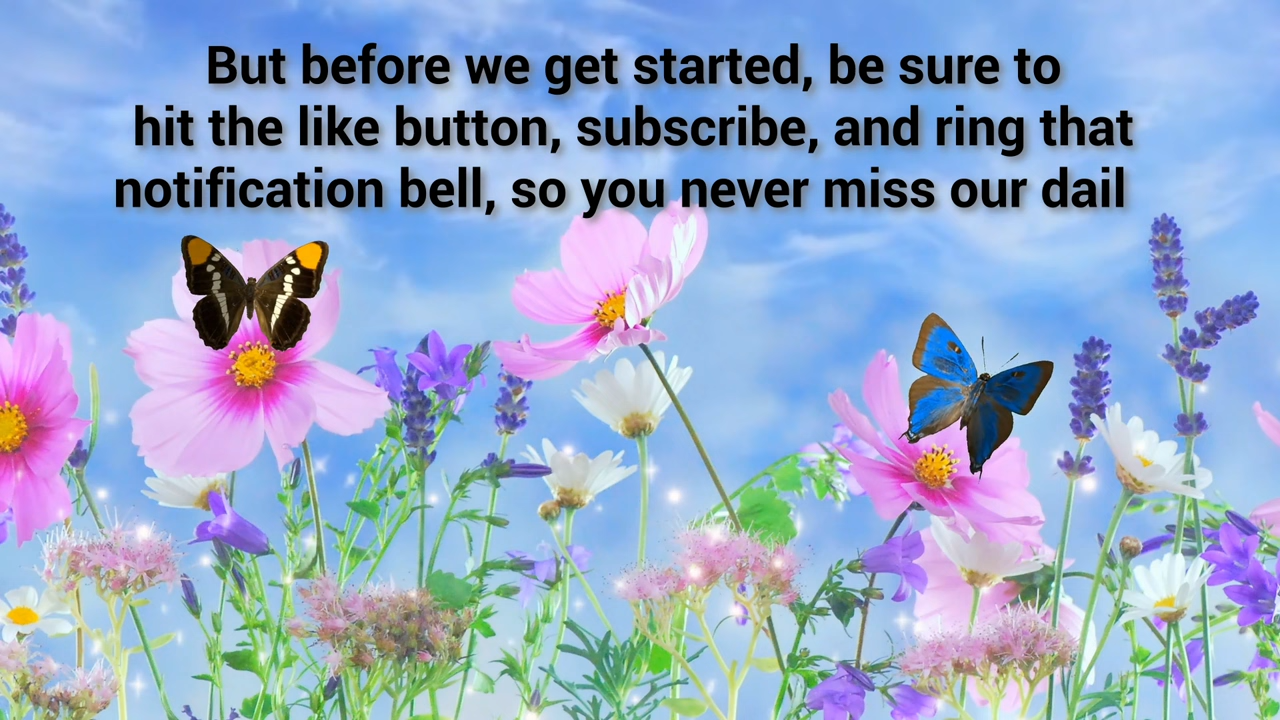 But before we get started, be sure to
hit the like button, subscribe, and ring that
notification bell, so you never miss our dail